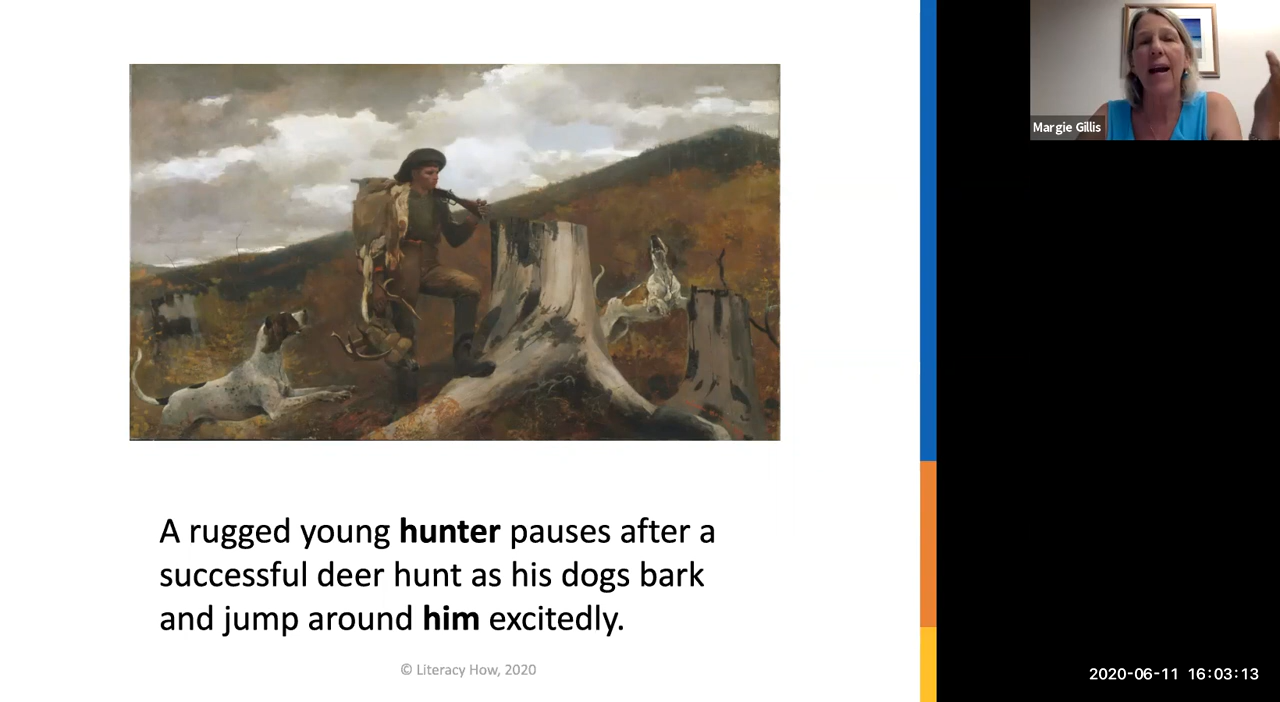 Margie Gillis
A rugged young hunter pauses after a
successful deer hunt as his dogs bark
and jump around him excitedly.
© Literacy How, 2020
2020-06-11 16:03:13